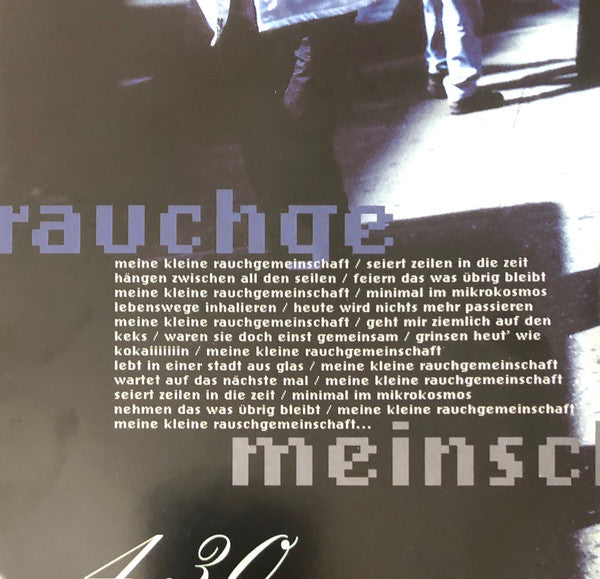 rauchge
meine kleine rauchgemeinschaft / seiert zeilen in die zeit
hängen zwischen all den seilen / feiern das was übrig bleibt
meine kleine rauchgemeinschaft / minimal im mikrokosmos
lebenswege inhalieren / heute wird nichts mehr passieren
meine kleine rauchgemeinschaft / geht mir ziemlich auf den
keks / waren sie doch einst gemeinsam / grinsen heut' wie
kokaiiiiiiin / meine kleine rauchgemeinschaft
lebt in einer stadt aus glas / meine kleine rauchgemeinschaft
wartet auf das nächste mal / meine kleine rauchgemeinschaft
seiert zeilen in die zeit / minimal im mikrokosmos
nehmen das was übrig bleibt / meine kleine rauchgemeinschaft
meine kleine rauschgemeinschaft...
meinsc